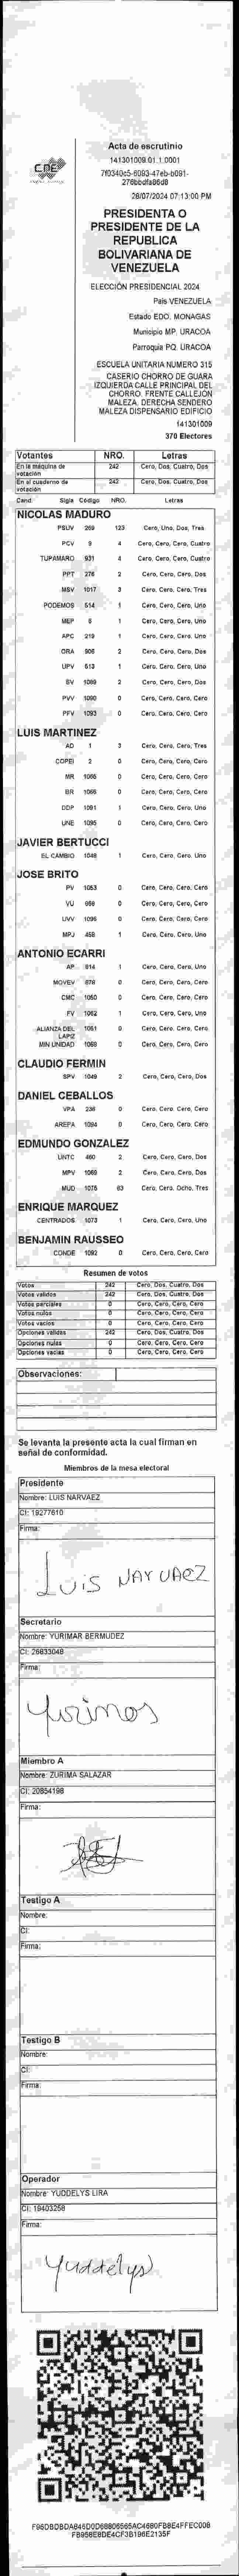 CNE
Acta de escrutinio
141301009.01.1.0001
7f0340c5-6093-47eb-b091-
276bbdfa86d8
28/07/2024 07:13:00 PM
PRESIDENTA O
PRESIDENTE DE LA
REPUBLICA
BOLIVARIANA DE
VENEZUELA
ELECCIÓN PRESIDENCIAL 2024
País VENEZUELA
Estado EDO. MONAGAS
Municipio MP. URACOA
Parroquia PQ. URACOA
ESCUELA UNITARIA NUMERO 315
CASERIO CHORRO DE GUARA
IZQUIERDA CALLE PRINCIPAL DEL
CHORRO. FRENTE CALLEJON
MALEZA. DERECHA SENDERO
MALEZA DISPENSARIO EDIFICIO
141301009
370 Electores
Votantes NRO. Letras
En la máquina de votación 242 Cero, Dos, Cuatro, Dos
En el cuaderno de votación 242 Cero, Dos, Cuatro, Dos
Cand Sigla Código NRO. Letras
NICOLAS MADURO
PSUV 269 123 Cero, Uno, Dos, Tres
PCV 9 4 Cero, Cero, Cero, Cuatro
TUPAMARO 931 4 Cero, Cero, Cero, Cuatro
PPT 276 2 Cero, Cero, Cero, Dos
MSV 1017 3 Cero, Cero, Cero, Tres
PODEMOS 514 1 Cero, Cero, Cero, Uno
MEP 6 1 Cero, Cero, Cero, Uno
APC 219 1 Cero, Cero, Cero, Uno
ORA 906 2 Cero, Cero, Cero, Dos
UPV 513 1 Cero, Cero, Cero, Uno
EV 1089 2 Cero, Cero, Cero, Dos
PVV 1090 0 Cero, Cero, Cero, Cero
PFV 1093 0 Cero, Cero, Cero, Cero
LUIS MARTINEZ
AD 1 3 Cero, Cero, Cero, Tres
COPEI 2 0 Cero, Cero, Cero, Cero
MR 1065 0 Cero, Cero, Cero, Cero
BR 1066 0 Cero, Cero, Cero, Cero
DDP 1091 1 Cero, Cero, Cero, Uno
UNE 1095 0 Cero, Cero, Cero, Cero
JAVIER BERTUCCI
EL CAMBIO 1048 1 Cero, Cero, Cero, Uno
JOSE BRITO
PV 1053 0 Cero, Cero, Cero, Cero
VU 668 0 Cero, Cero, Cero, Cero
UVV 1096 0 Cero, Cero, Cero, Cero
MPJ 458 1 Cero, Cero, Cero, Uno
ANTONIO ECARRI
AP 814 1 Cero, Cero, Cero, Uno
MOVEV 878 0 Cero, Cero, Cero, Cero
CMC 1050 0 Cero, Cero, Cero, Cero
FV 1062 1 Cero, Cero, Cero, Uno
ALIANZA DEL LAPIZ 1051 0 Cero, Cero, Cero, Cero
MIN UNIDAD 1068 0 Cero, Cero, Cero, Cero
CLAUDIO FERMIN
SPV 1049 2 Cero, Cero, Cero, Dos
DANIEL CEBALLOS
VPA 236 0 Cero, Cero, Cero, Cero
AREPA 1094 0 Cero, Cero, Cero, Cero
EDMUNDO GONZALEZ
UNTC 460 2 Cero, Cero, Cero, Dos
MPV 1069 2 Cero, Cero, Cero, Dos
MUD 1075 83 Cero, Cero, Ocho, Tres
ENRIQUE MARQUEZ
CENTRADOS 1073 1 Cero, Cero, Cero, Uno
BENJAMIN RAUSSEO
CONDE 1092 0 Cero, Cero, Cero, Cero
Resumen de votos
Votos 242 Cero, Dos, Cuatro, Dos
Votos válidos 242 Cero, Dos, Cuatro, Dos
Votos parciales 0 Cero, Cero, Cero, Cero
Votos nulos 0 Cero, Cero, Cero, Cero
Votos vacíos 0 Cero, Cero, Cero, Cero
Opciones válidas 242 Cero, Dos, Cuatro, Dos
Opciones nulas 0 Cero, Cero, Cero, Cero
Opciones vacías 0 Cero, Cero, Cero, Cero
Observaciones:
Se levanta la presente acta la cual firman en
señal de conformidad.
Miembros de la mesa electoral
Presidente
Nombre: LUIS NARVAEZ
CI: 19277610
Firma:
LUIS NARVAEZ
Secretario
Nombre: YURIMAR BERMUDEZ
CI: 26833048
Firma:
Miembro A
Nombre: ZURIMA SALAZAR
CI: 20854198
Firma:
Testigo A
Nombre:
CI:
Firma:
Testigo B
Nombre:
CI:
Firma:
Operador
Nombre: YUDDELYS LIRA
CI: 19403258
Firma:
Yuddelys
F98DBDBDA846D0D68806565AC4680FB8E4FFEC00B
FB958E8DE4CF3B196E2135F